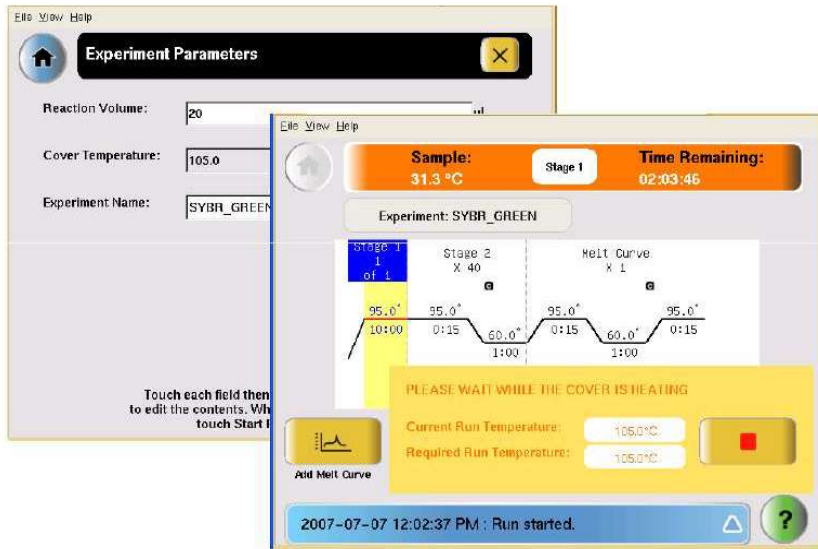 File View Help
Experiment Parameters
Reaction Volume:
20
Cover Temperature:
105.0
Experiment Name:
SYBR_GREEN
Touch each field then
to edit the contents. Wh
touch Start
File View Help
Sample:
31.3 °C
Stage 1
Time Remaining:
02:03:46
Experiment: SYBR_GREEN
Stage 1
1
of 1
Stage 2
X 40
Melt Curve
X 1
G
G
95.0°
95.0°
95.0°
95.0°
10:00
0:15
60.0°
0:15
60.0°
0:15
1:00
1:00
PLEASE WAIT WHILE THE COVER IS HEATING
Current Run Temperature:
105.0°C
Required Run Temperature:
105.0°C
Add Melt Curve
2007-07-07 12:02:37 PM : Run started.
?